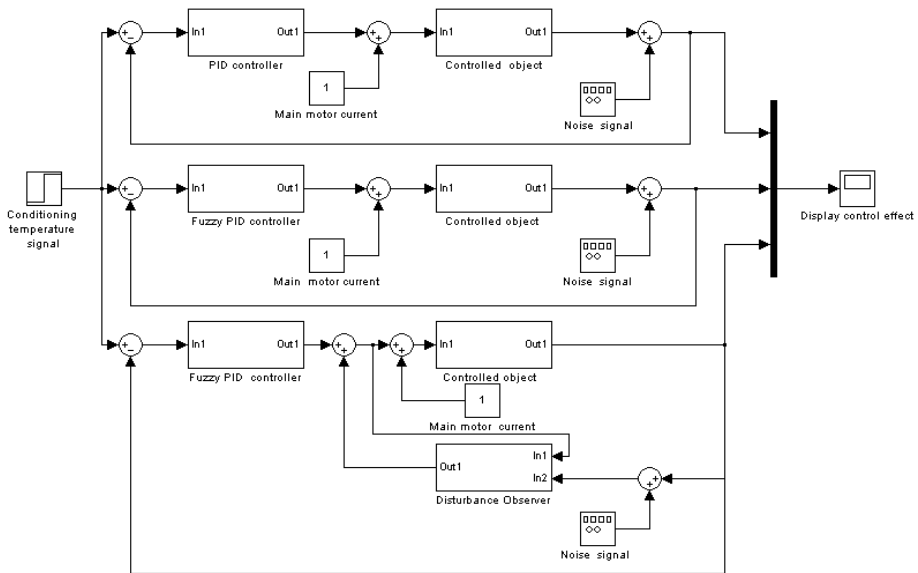 In1
Out1
PID controller
1
Main motor current
In1
Out1
Controlled object
Noise signal
Conditioning
temperature
signal
In1
Out1
Fuzzy PID controller
1
Main motor current
In1
Out1
Controlled object
Noise signal
Display control effect
In1
Out1
Fuzzy PID controller
In1
Out1
Controlled object
1
Main motor current
In1
Out1
In2
Disturbance Observer
Noise signal